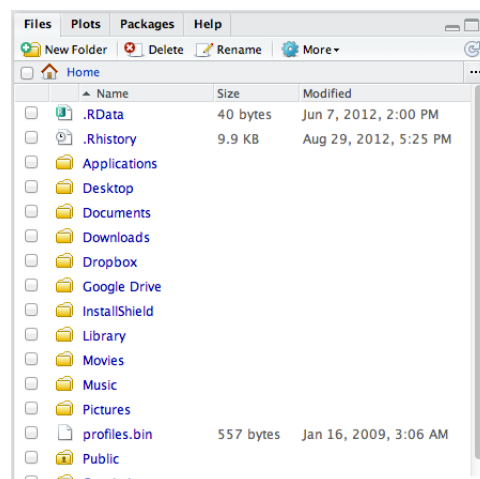 Files Plots Packages Help
New Folder Delete Rename More
Home ...
Name Size Modified
.RData 40 bytes Jun 7, 2012, 2:00 PM
.Rhistory 9.9 KB Aug 29, 2012, 5:25 PM
Applications
Desktop
Documents
Downloads
Dropbox
Google Drive
InstallShield
Library
Movies
Music
Pictures
profiles.bin 557 bytes Jan 16, 2009, 3:06 AM
Public